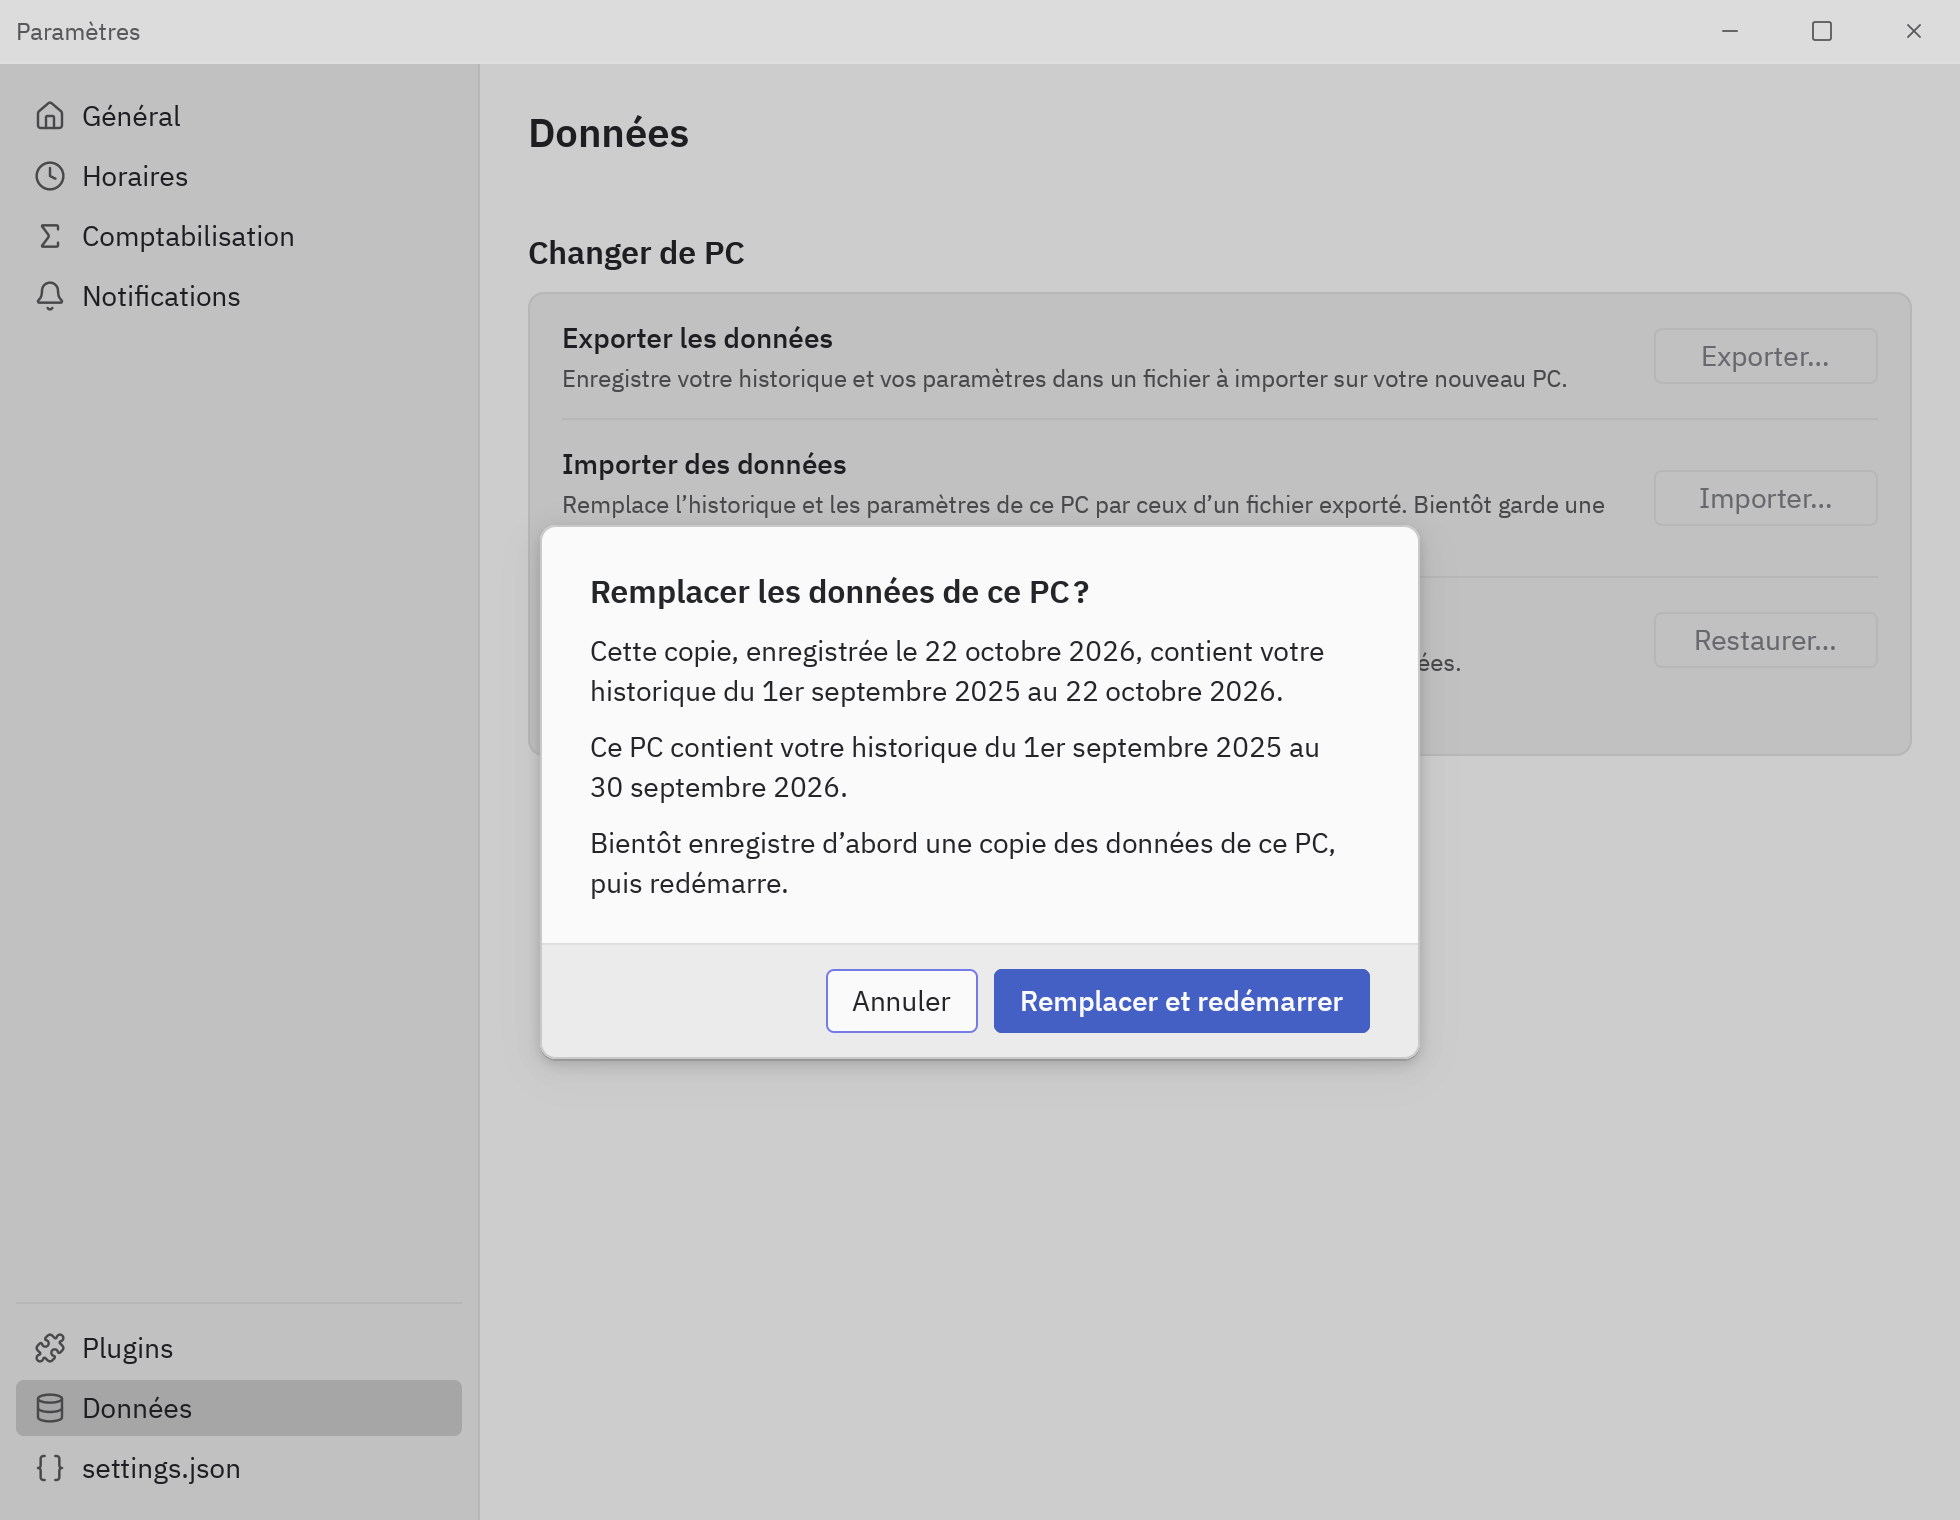 Paramètres
Général
Horaires
Comptabilisation
Notifications
Données
Changer de PC
Exporter les données
Enregistre votre historique et vos paramètres dans un fichier à importer sur votre nouveau PC.
Exporter...
Importer des données
Remplace l’historique et les paramètres de ce PC par ceux d’un fichier exporté. Bientôt garde une
Importer...
Remplacer les données de ce PC ?
Cette copie, enregistrée le 22 octobre 2026, contient votre
historique du 1er septembre 2025 au 22 octobre 2026.
Ce PC contient votre historique du 1er septembre 2025 au
30 septembre 2026.
Bientôt enregistre d’abord une copie des données de ce PC,
puis redémarre.
Annuler
Remplacer et redémarrer
Restaurer...
Plugins
Données
settings.json